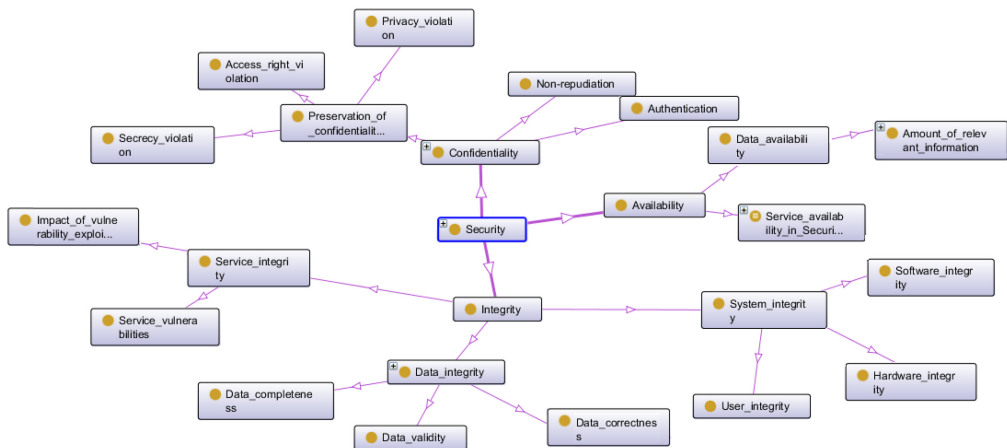 Privacy_violati
on
Access_right_vi
olation
Non-repudiation
Preservation_of
_confidentialit...
Authentication
Secrecy_violati
on
Confidentiality
Data_availabili
ty
Amount_of_relev
ant_information
Availability
Impact_of_vulne
rability_exploi...
Security
Service_availab
ility_in_Securi...
Service_integri
ty
Software_integr
ity
Service_vulnera
bilities
Integrity
System_integrit
y
Data_integrity
Hardware_integr
ity
Data_completene
ss
User_integrity
Data_validity
Data_correctnes
s